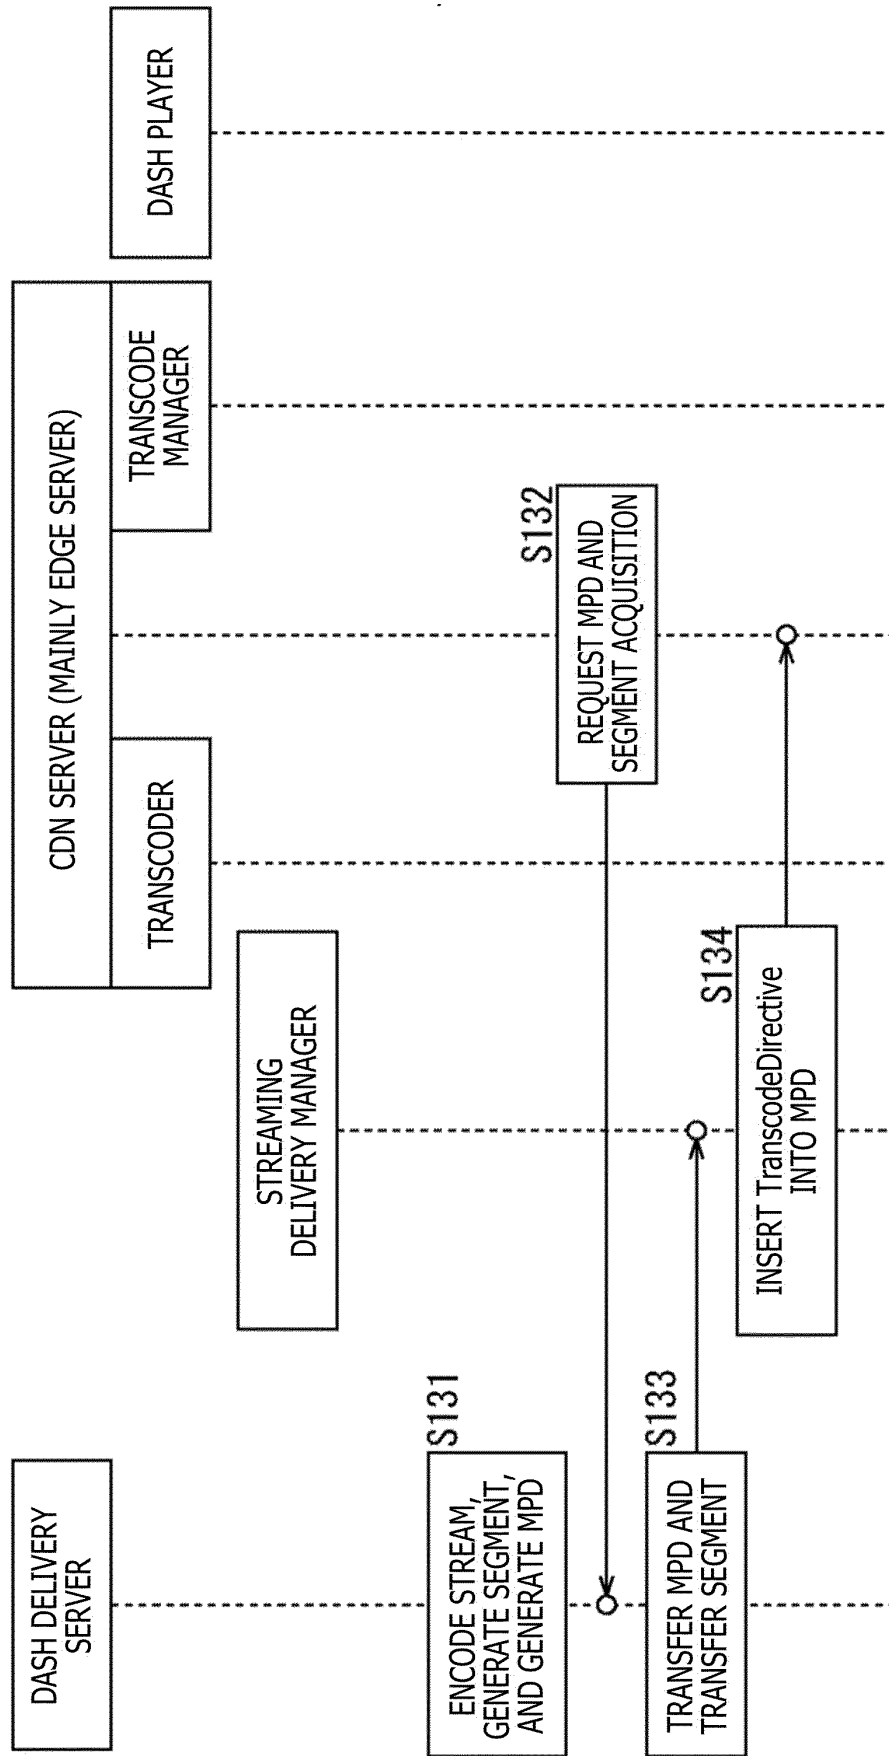 DASH DELIVERY
SERVER
STREAMING
DELIVERY MANAGER
CDN SERVER (MAINLY EDGE SERVER)
TRANSCODER
TRANSCODE
MANAGER
DASH PLAYER
S131
ENCODE STREAM,
GENERATE SEGMENT,
AND GENERATE MPD
S132
REQUEST MPD AND
SEGMENT ACQUISITION
S133
TRANSFER MPD AND
TRANSFER SEGMENT
S134
INSERT TranscodeDirective
INTO MPD